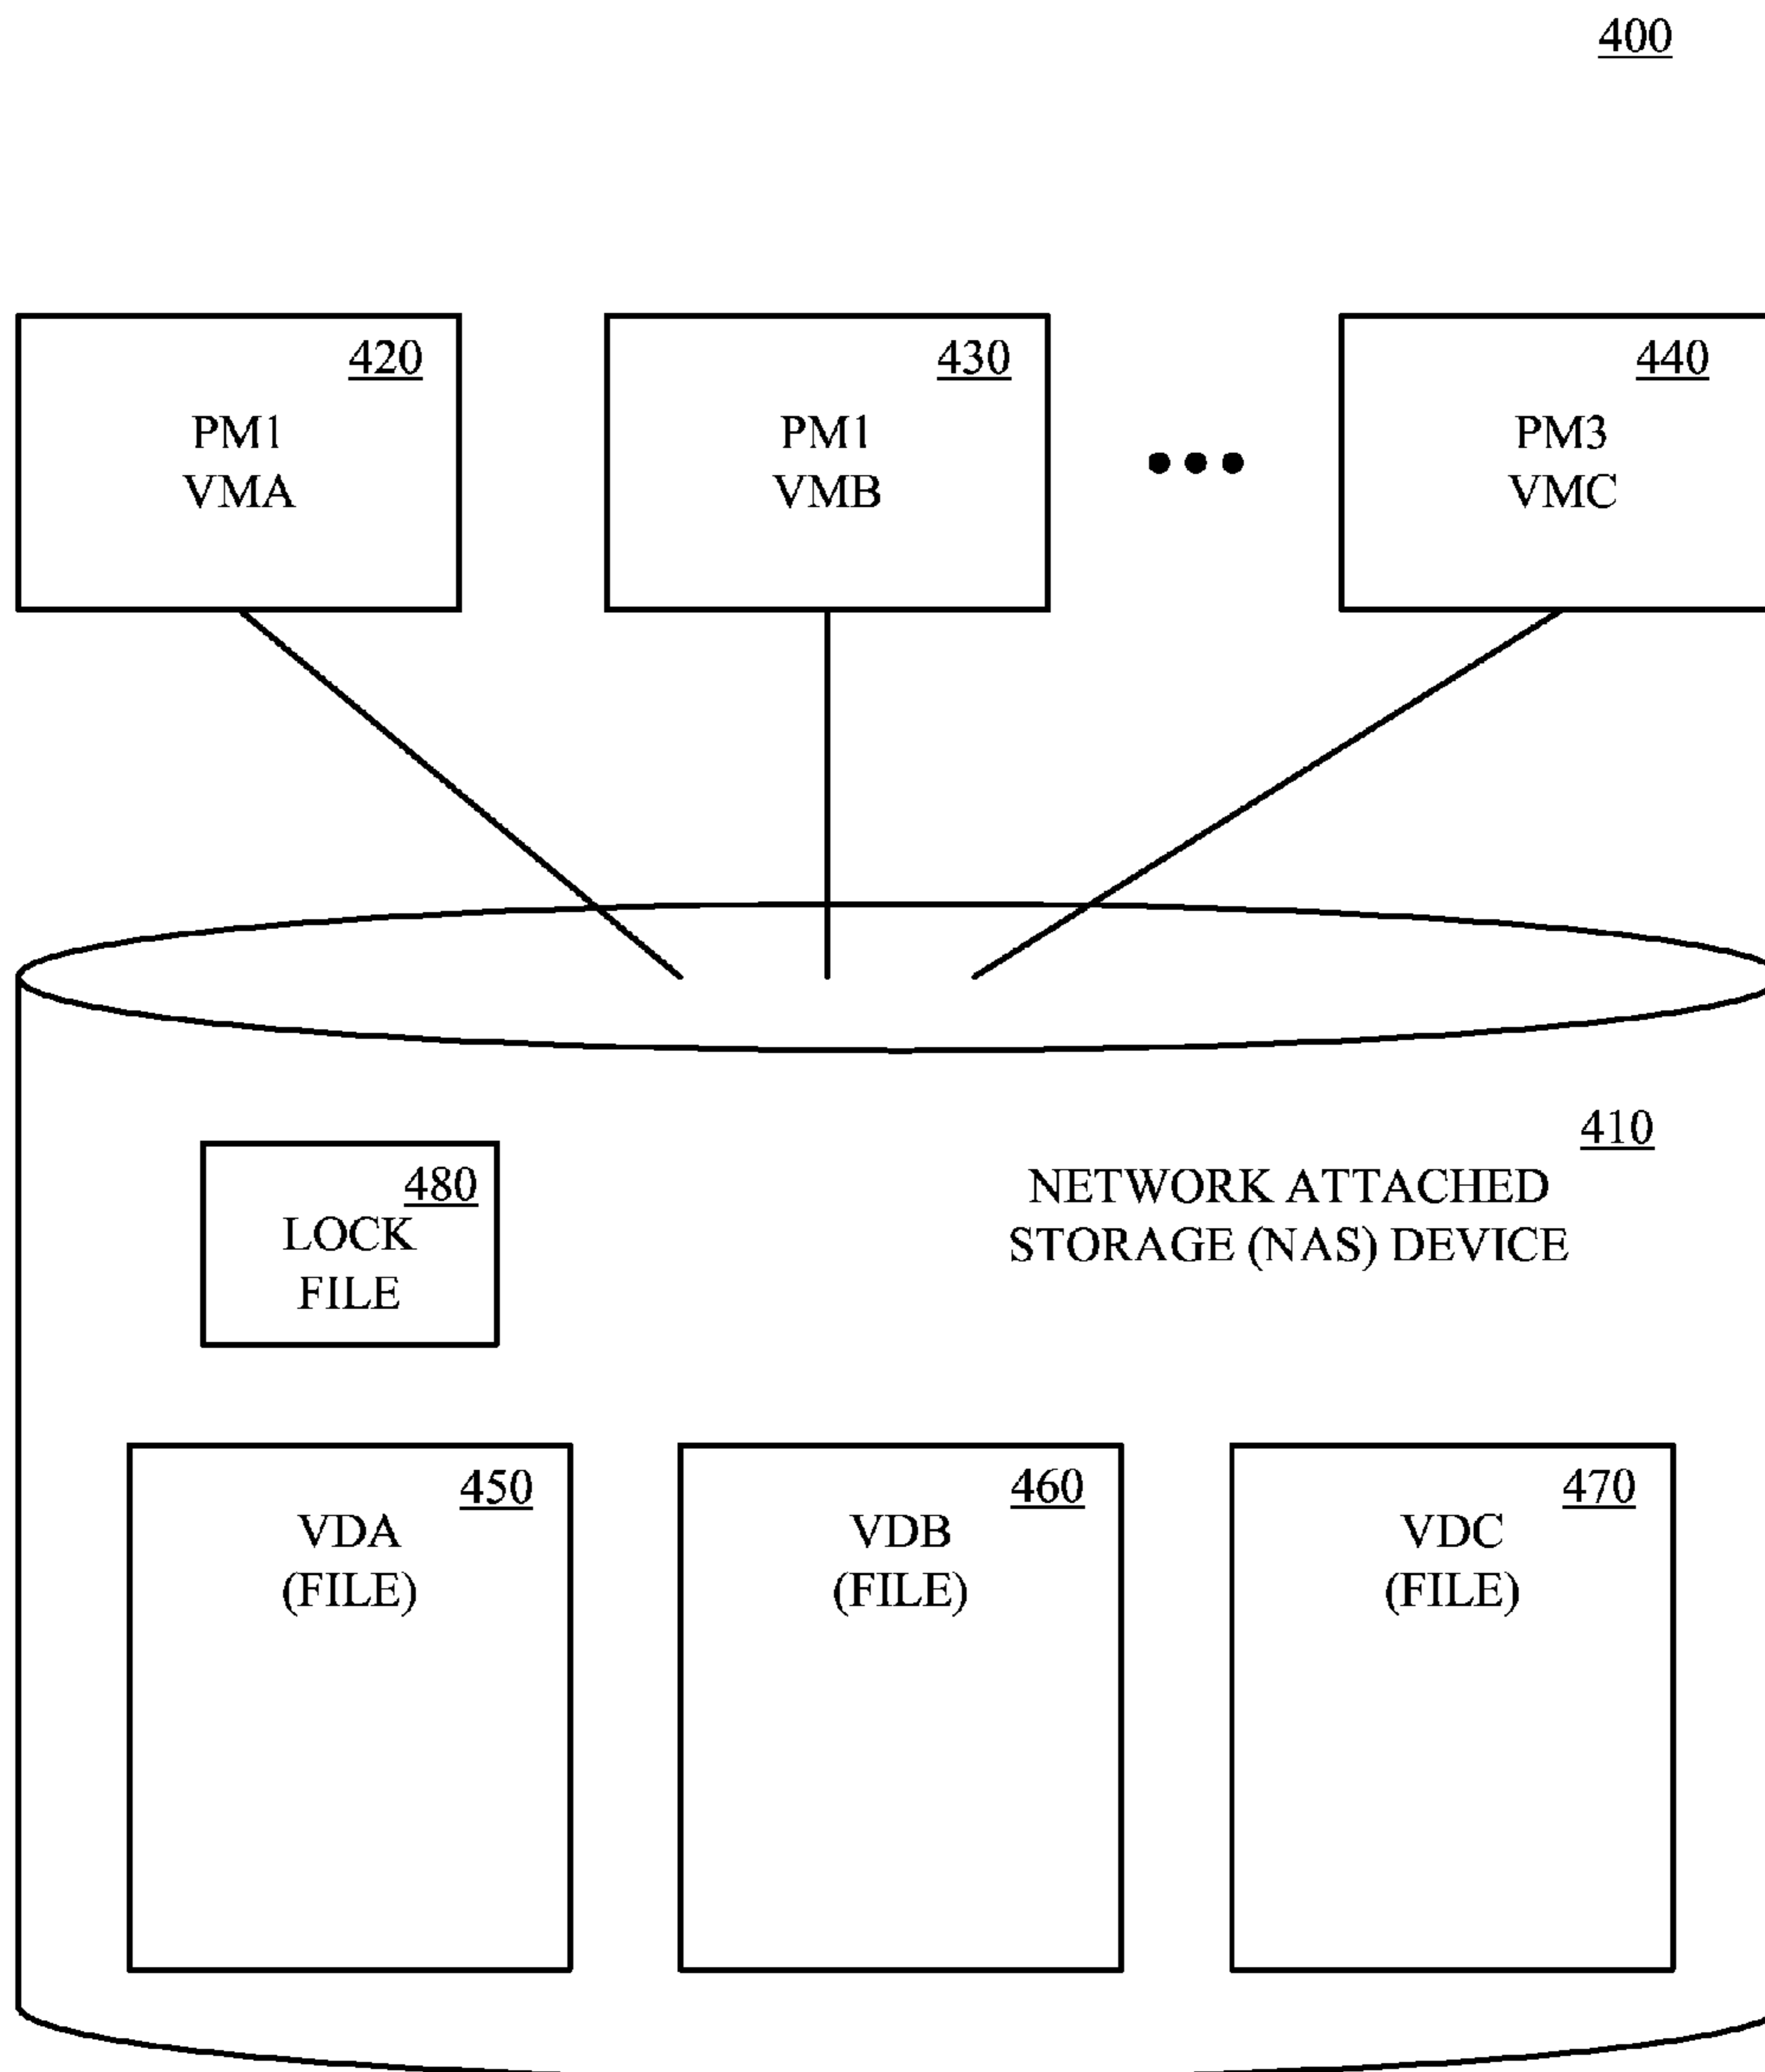 400
420
PM1
VMA
430
PM1
VMB
440
PM3
VMC
410
NETWORK ATTACHED
STORAGE (NAS) DEVICE
480
LOCK
FILE
450
VDA
(FILE)
460
VDB
(FILE)
470
VDC
(FILE)